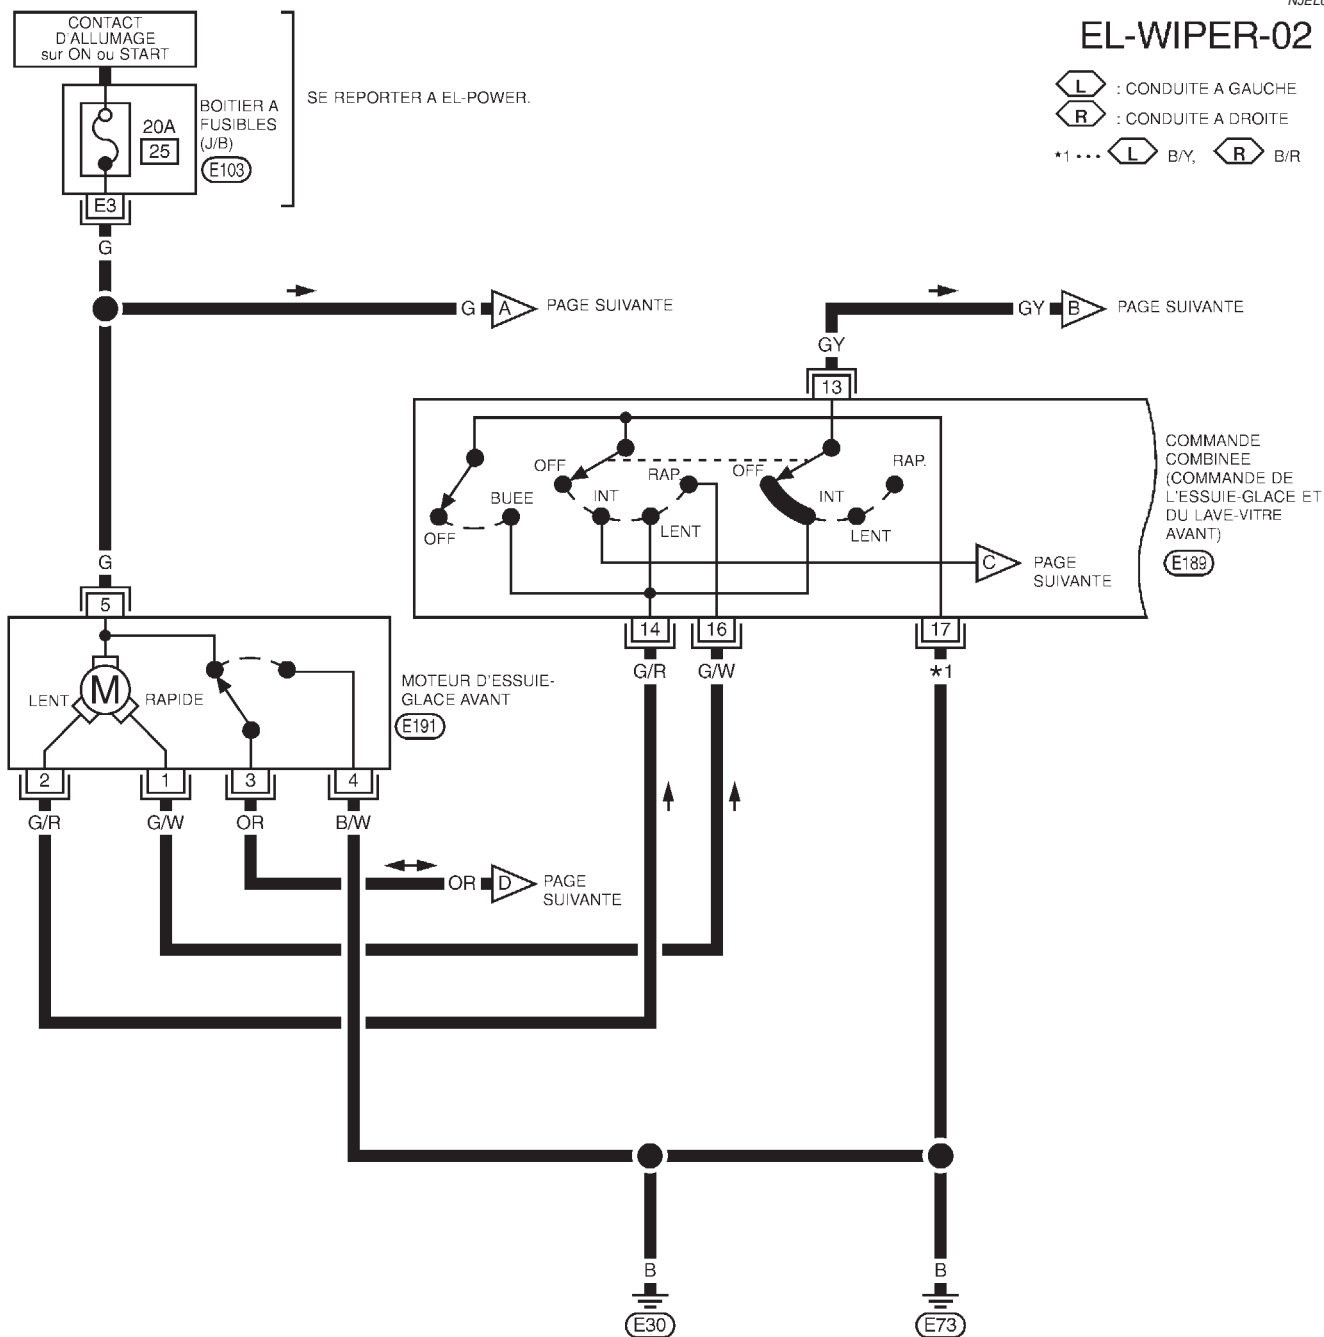 NJEL0
EL-WIPER-02
L : CONDUITE A GAUCHE
R : CONDUITE A DROITE
★1 ••• L B/Y, R B/R
CONTACT
D'ALLUMAGE
sur ON ou START
20A
25
BOITIER A
FUSIBLES
(J/B)
E103
SE REPORTER A EL-POWER.
E3
G
G A PAGE SUIVANTE
GY B PAGE SUIVANTE
GY
13
OFF
BUEE
OFF
INT
LENT
RAP.
OFF
INT
LENT
RAP.
C PAGE
SUIVANTE
COMMANDE
COMBINEE
(COMMANDE DE
L'ESSUIE-GLACE ET
DU LAVE-VITRE
AVANT)
E189
G
5
14 16 17
G/R G/W ★1
M
LENT RAPIDE
MOTEUR D'ESSUIE-
GLACE AVANT
E191
2 1 3 4
G/R G/W OR B/W
OR D PAGE
SUIVANTE
B B
E30 E73